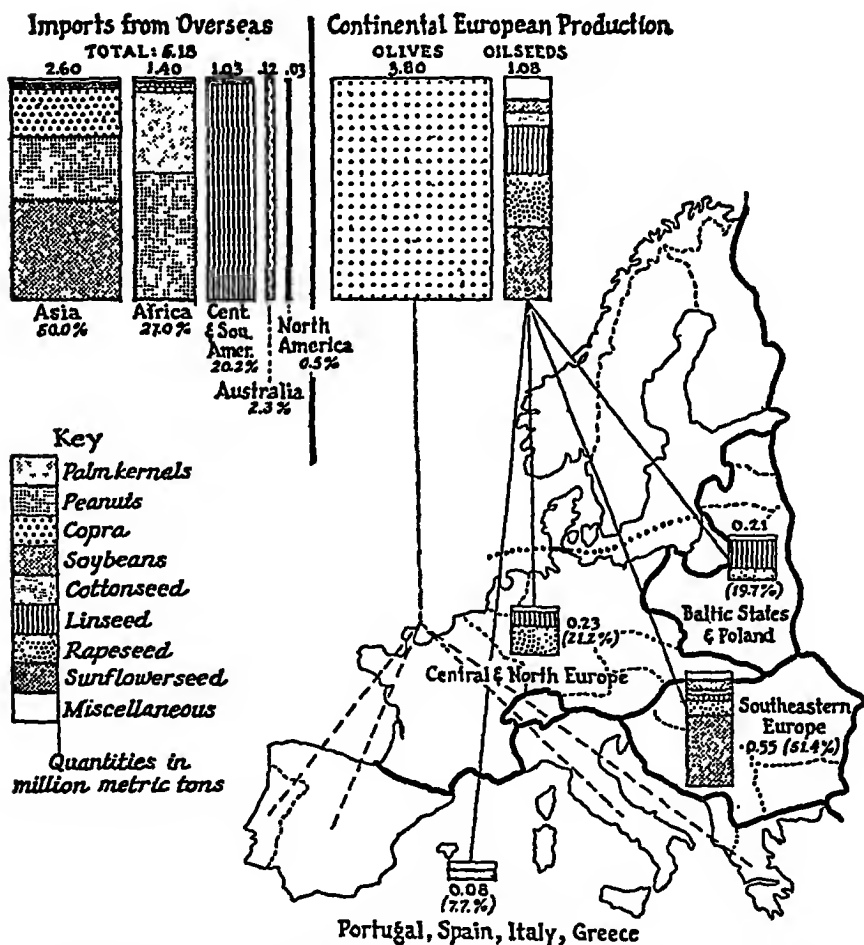 Imports from Overseas
TOTAL: 5.18
2.60 1.40 1.03 .12 .03
Asia
50.0%
Africa
27.0%
Cent.
& Sou.
Amer.
20.2%
Australia
2.3%
North
America
0.5%
Continental European Production
OLIVES OILSEEDS
3.80 1.08
Key
Palm kernels
Peanuts
Copra
Soybeans
Cottonseed
Linseed
Rapeseed
Sunflowerseed
Miscellaneous
Quantities in
million metric tons
0.21
(19.7%)
Baltic States
& Poland
0.23
(21.2%)
Central & North Europe
Southeastern
Europe
0.55 (51.4%)
0.08
(7.7%)
Portugal, Spain, Italy, Greece